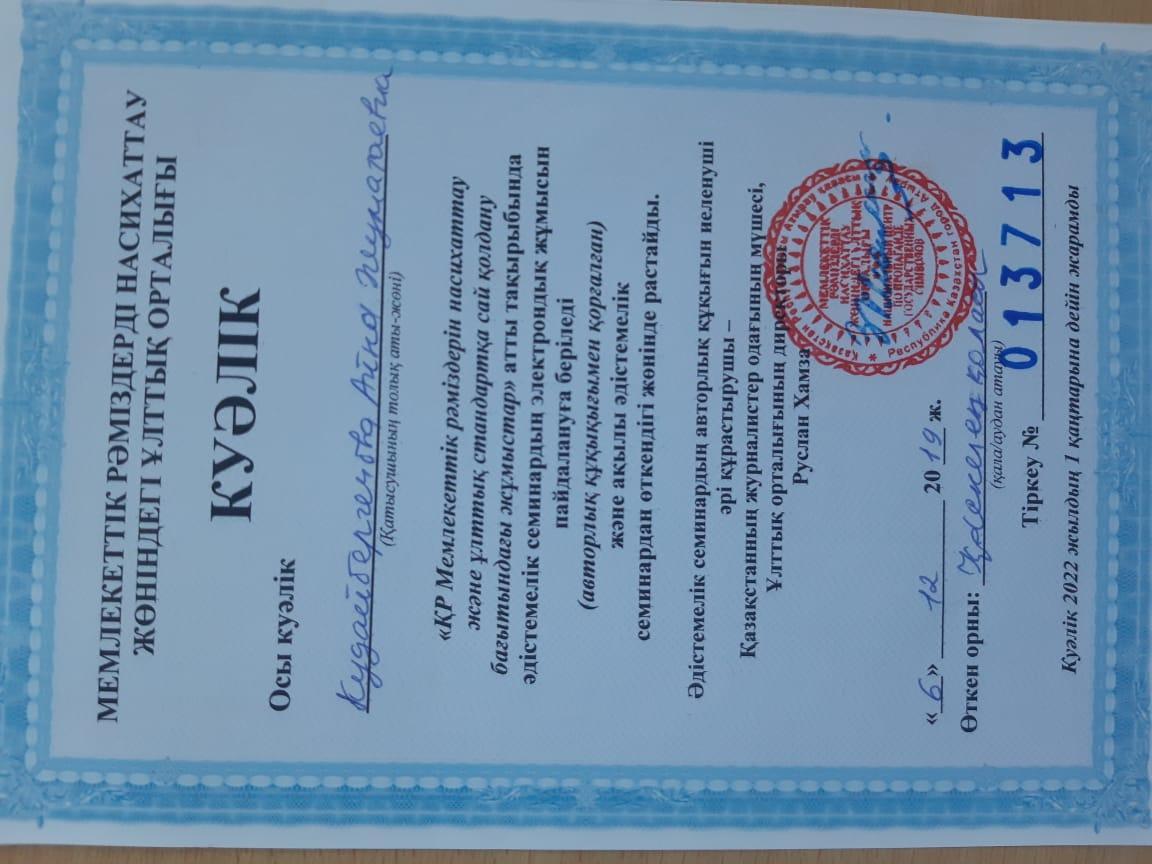 МЕМЛЕКЕТТІК РӘМІЗДЕРДІ НАСИХАТТАУ
ЖӨНІНДЕГІ ҰЛТТЫҚ ОРТАЛЫҒЫ
КУӘЛІК
Осы куәлік
Кудайбергенова Айна
(Қатысушының толық аты-жөні)
«ҚР Мемлекеттік рәміздерін насихаттау
және ұлттық стандартқа сай қолдану
бағытындағы жұмыстар» атты тақырыбында
әдістемелік семинардың электрондық жұмысын
пайдалануға беріледі
(авторлық құқықығымен қорғалған)
және ақылы әдістемелік
семинардан өткендігі жөнінде растайды.
Әдістемелік семинардың авторлық құқығын иеленуші
әрі құрастырушы –
Қазақстанның журналистер одағының мүшесі,
Ұлттық орталығының директоры
Руслан Хамза
«6» 12 2019 ж.
Өткен орны:
(қала/аудан атауы)
Тіркеу № 013713
Куәлік 2022 жылдың 1 қаңтарына дейін жарамды